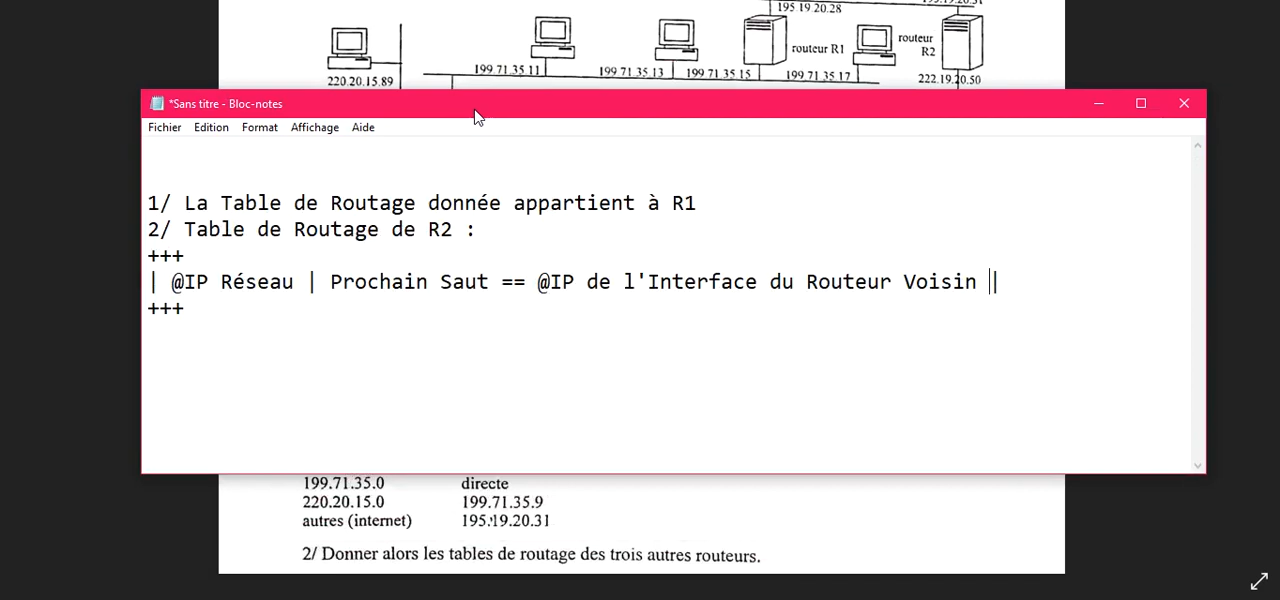 195 19.20.28
routeur R1
routeur
R2
199 71.35 11
199 71.35 13
199 71.35 15
199 71.35 17
220.20.15.89
222.19.20.50
*Sans titre - Bloc-notes
Fichier Edition Format Affichage Aide
1/ La Table de Routage donnée appartient à R1
2/ Table de Routage de R2 :
+++
| @IP Réseau | Prochain Saut == @IP de l'Interface du Routeur Voisin |
+++
199.71.35.0 directe
220.20.15.0 199.71.35.9
autres (internet) 195.19.20.31
2/ Donner alors les tables de routage des trois autres routeurs.